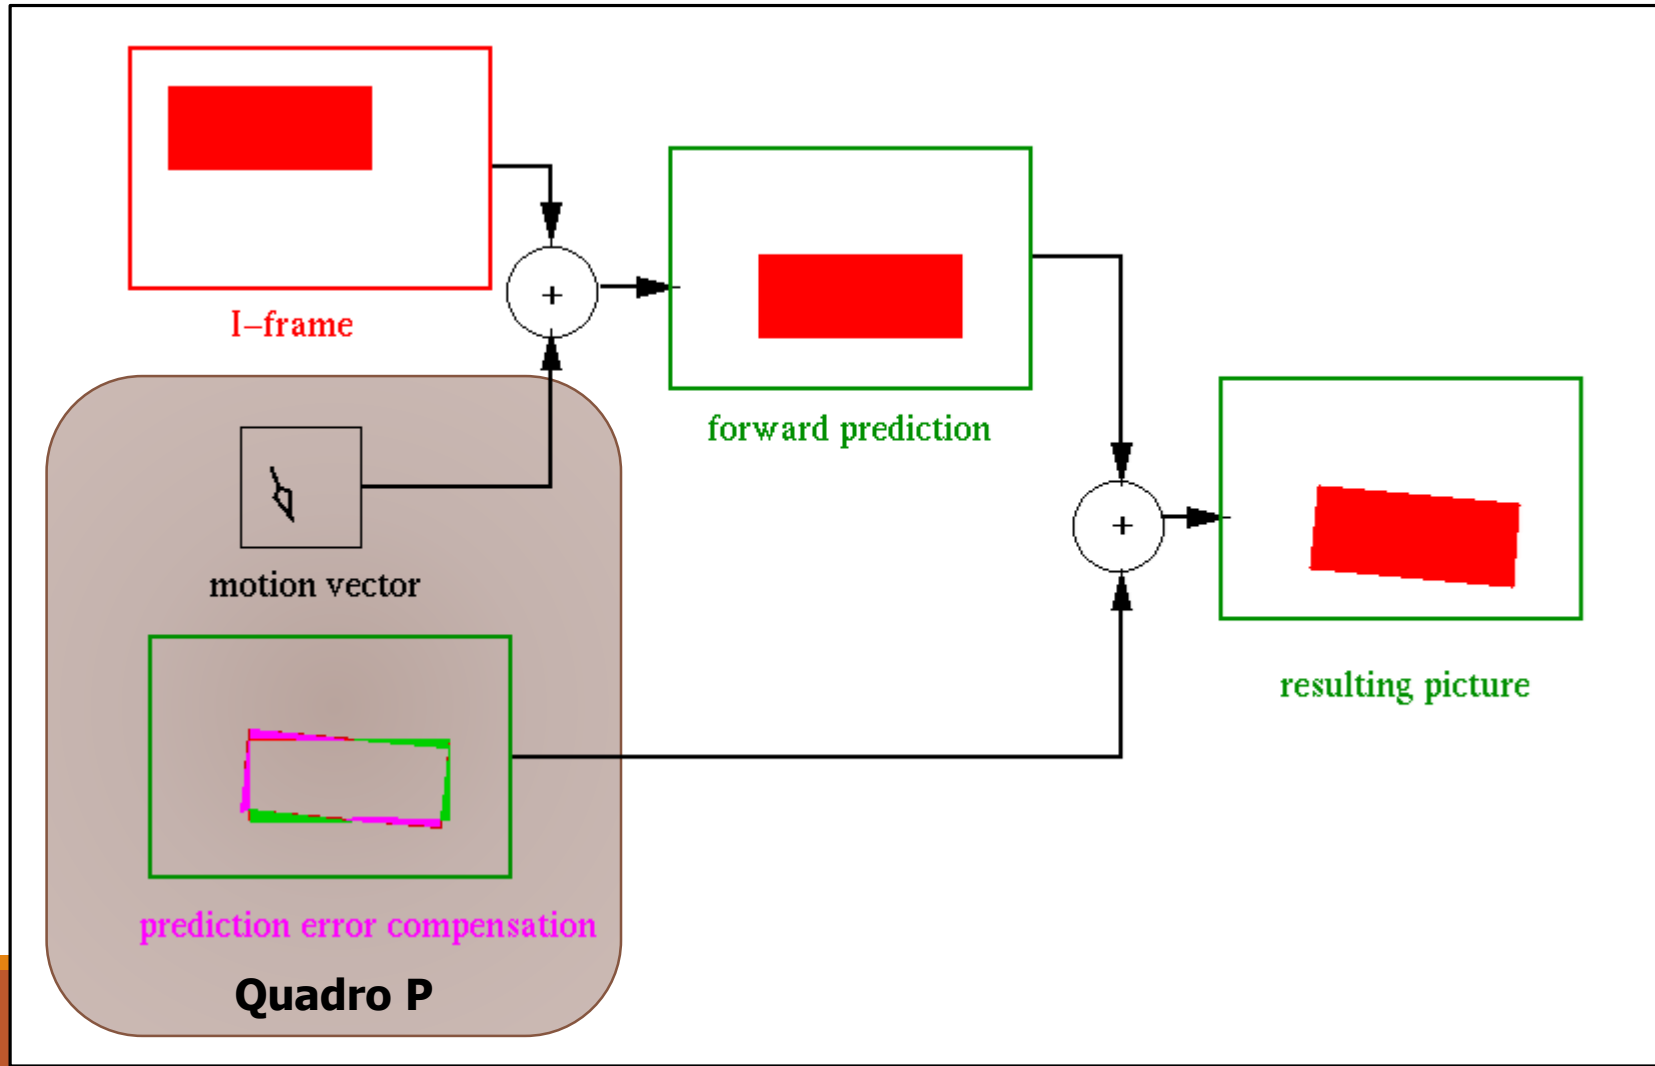 I–frame
+
forward prediction
motion vector
+
resulting picture
prediction error compensation
Quadro P